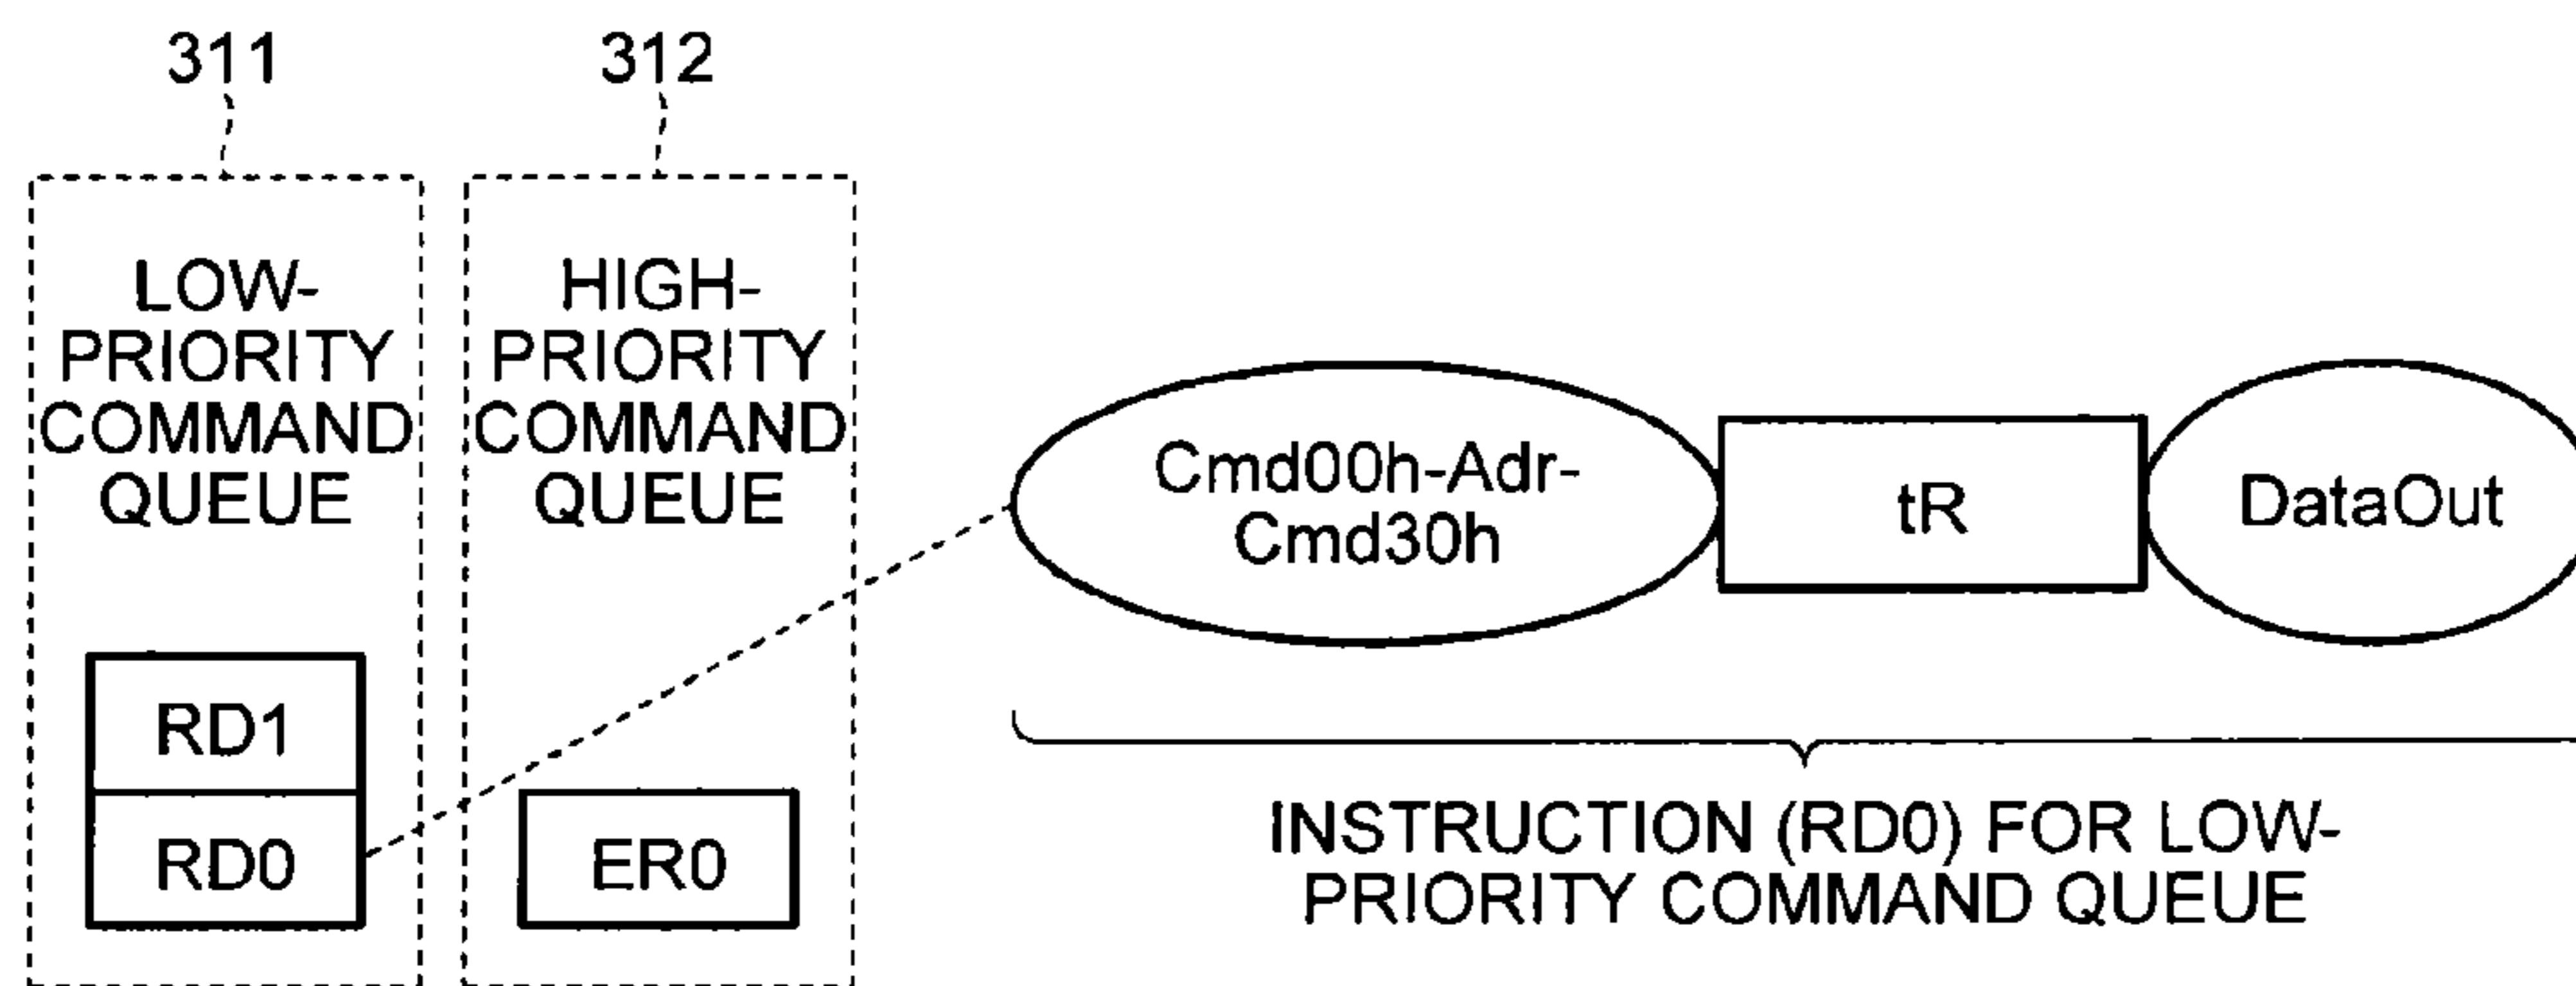 311
312
LOW-
PRIORITY
COMMAND
QUEUE
HIGH-
PRIORITY
COMMAND
QUEUE
RD1
RD0
ER0
Cmd00h-Adr-
Cmd30h
tR
DataOut
INSTRUCTION (RD0) FOR LOW-
PRIORITY COMMAND QUEUE